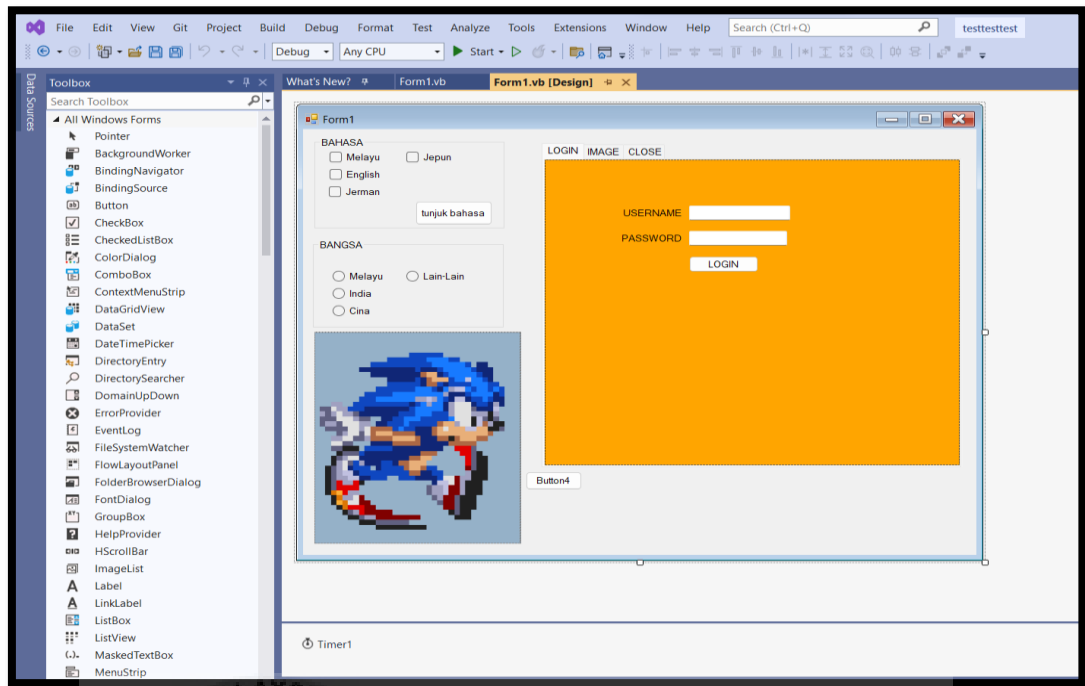 File Edit View Git Project Build Debug Format Test Analyze Tools Extensions Window Help Search (Ctrl+Q) testtesttest
Debug Any CPU Start
Data Sources
Toolbox
Search Toolbox
All Windows Forms
Pointer
BackgroundWorker
BindingNavigator
BindingSource
Button
CheckBox
CheckedListBox
ColorDialog
ComboBox
ContextMenuStrip
DataGridView
DataSet
DateTimePicker
DirectoryEntry
DirectorySearcher
DomainUpDown
ErrorProvider
EventLog
FileSystemWatcher
FlowLayoutPanel
FolderBrowserDialog
FontDialog
GroupBox
HelpProvider
HScrollBar
ImageList
Label
LinkLabel
ListBox
ListView
MaskedTextBox
MenuStrip
What's New? Form1.vb Form1.vb [Design]
Form1
BAHASA
Melayu Jepun
English
Jerman
tunjuk bahasa
BANGSA
Melayu Lain-Lain
India
Cina
LOGIN IMAGE CLOSE
USERNAME
PASSWORD
LOGIN
Button4
Timer1